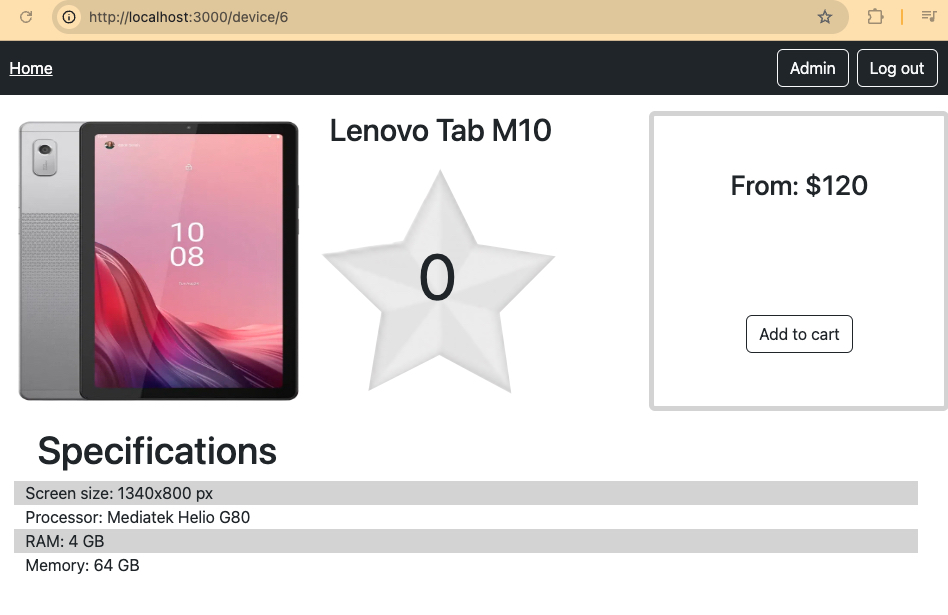 http://localhost:3000/device/6
Home
Admin
Log out
Lenovo Tab M10
10
08
0
From: $120
Add to cart
Specifications
Screen size: 1340x800 px
Processor: Mediatek Helio G80
RAM: 4 GB
Memory: 64 GB